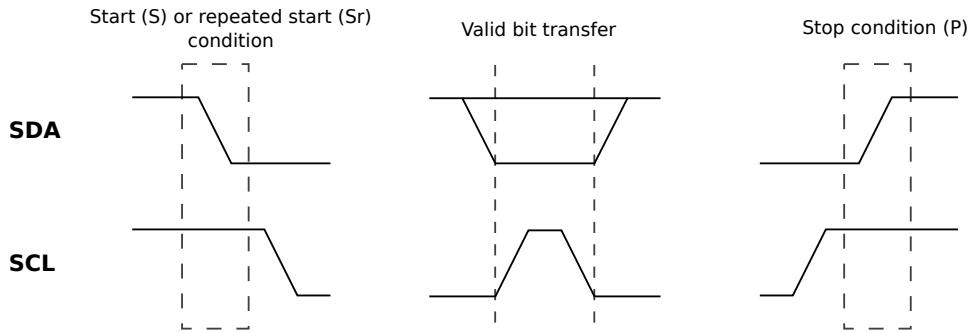 Start (S) or repeated start (Sr)
condition
Valid bit transfer
Stop condition (P)
SDA
SCL